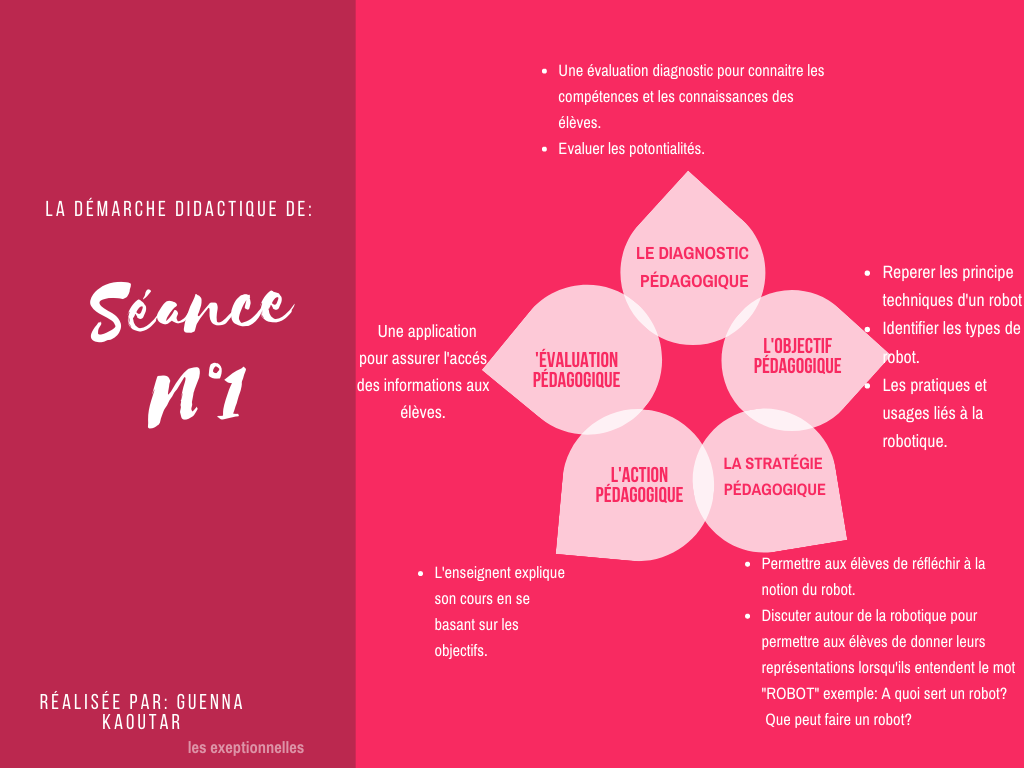 LA DÉMARCHE DIDACTIQUE DE:
Séance
N°1
RÉALISÉE PAR: GUENNA
KAOUTAR
les exeptionnelles
Une évaluation diagnostic pour connaitre les
compétences et les connaissances des
élèves.
Evaluer les potontialités.
LE DIAGNOSTIC
PÉDAGOGIQUE
L'OBJECTIF
PÉDAGOGIQUE
Reperer les principe
techniques d'un robot
Identifier les types de
robot.
Les pratiques et
usages liés à la
robotique.
LA STRATÉGIE
PÉDAGOGIQUE
Permettre aux élèves de réfléchir à la
notion du robot.
Discuter autour de la robotique pour
permettre aux élèves de donner leurs
représentations lorsqu'ils entendent le mot
"ROBOT" exemple: A quoi sert un robot?
Que peut faire un robot?
L'ACTION
PÉDAGOGIQUE
L'enseignent explique
son cours en se
basant sur les
objectifs.
'ÉVALUATION
PÉDAGOGIQUE
Une application
pour assurer l'accés
des informations aux
élèves.